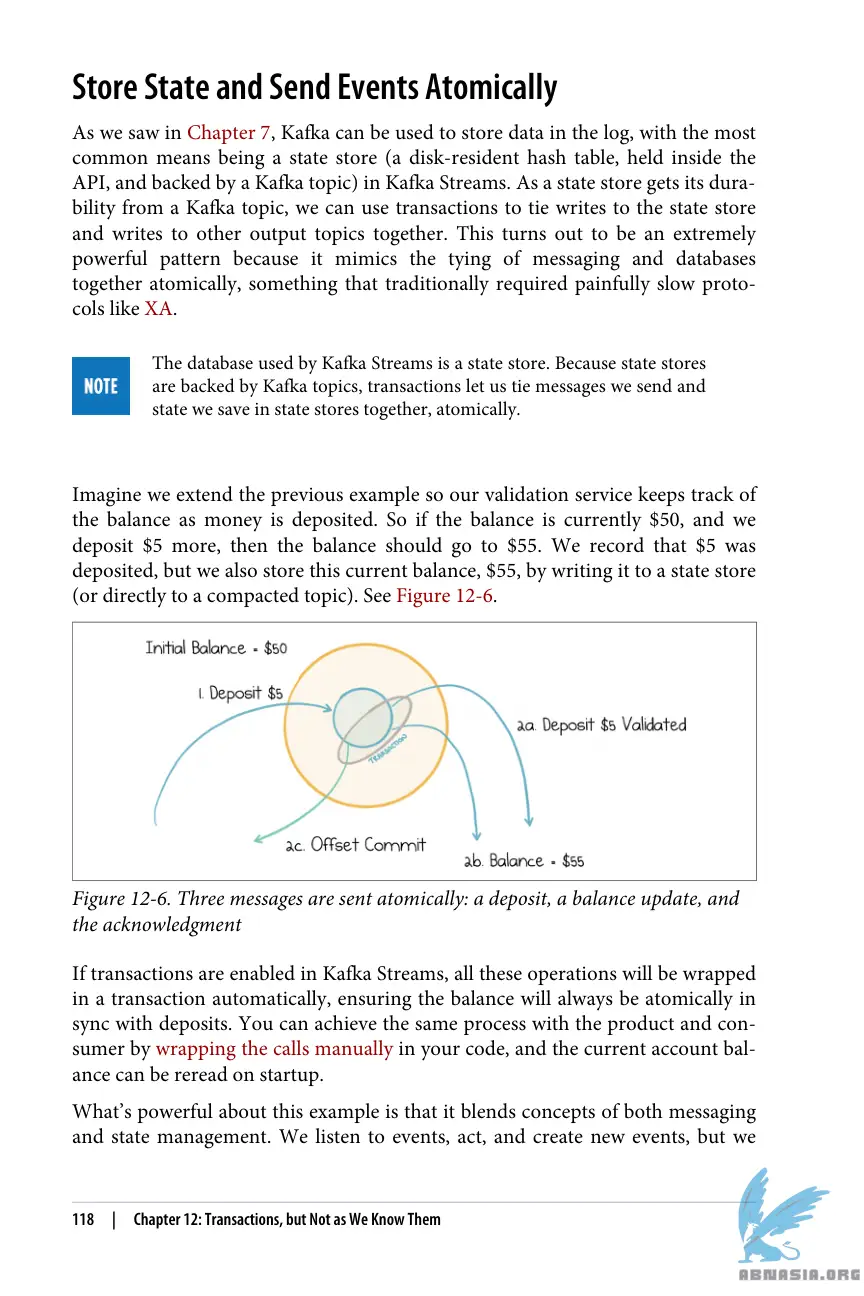 Store State and Send Events Atomically
As we saw in Chapter 7, Kafka can be used to store data in the log, with the most
common means being a state store (a disk-resident hash table, held inside the
API, and backed by a Kafka topic) in Kafka Streams. As a state store gets its dura-
bility from a Kafka topic, we can use transactions to tie writes to the state store
and writes to other output topics together. This turns out to be an extremely
powerful pattern because it mimics the tying of messaging and databases
together atomically, something that traditionally required painfully slow proto-
cols like XA.
NOTE
The database used by Kafka Streams is a state store. Because state stores
are backed by Kafka topics, transactions let us tie messages we send and
state we save in state stores together, atomically.
Imagine we extend the previous example so our validation service keeps track of
the balance as money is deposited. So if the balance is currently $50, and we
deposit $5 more, then the balance should go to $55. We record that $5 was
deposited, but we also store this current balance, $55, by writing it to a state store
(or directly to a compacted topic). See Figure 12-6.
Initial Balance = $50
1. Deposit $5
2a. Deposit $5 Validated
TRANSACTION
2c. Offset Commit
2b. Balance = $55
Figure 12-6. Three messages are sent atomically: a deposit, a balance update, and
the acknowledgment
If transactions are enabled in Kafka Streams, all these operations will be wrapped
in a transaction automatically, ensuring the balance will always be atomically in
sync with deposits. You can achieve the same process with the product and con-
sumer by wrapping the calls manually in your code, and the current account bal-
ance can be reread on startup.
What's powerful about this example is that it blends concepts of both messaging
and state management. We listen to events, act, and create new events, but we
118 | Chapter 12: Transactions, but Not as We Know Them
ABNASIA.ORG